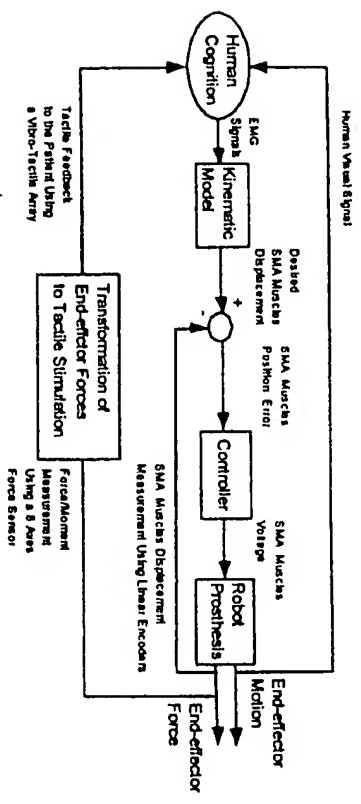 Human Visual Signal
Human
Cognition
EMG
Signals
Kinematic
Model
Desired
SMA Muscles
Displacement
+
-
SMA Muscles
Position Error
Controller
SMA Muscles
Voltage
Robot
Prosthesis
End-effector
Motion
End-effector
Force
SMA Muscles Displacement
Measurement Using Linear Encoders
Tactile Feedback
to the Patient Using
a Vibro-Tactile Array
Transformation of
End-effctor Forces
to Tactile Stimutation
Force/Moment
Measurement
Using a 6 Axes
Force Sensor